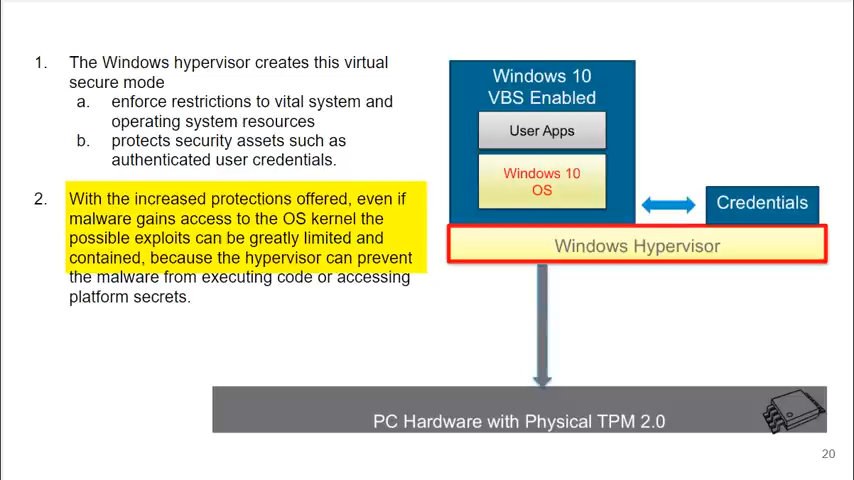 1. The Windows hypervisor creates this virtual
secure mode
a. enforce restrictions to vital system and
operating system resources
b. protects security assets such as
authenticated user credentials.
2. With the increased protections offered, even if
malware gains access to the OS kernel the
possible exploits can be greatly limited and
contained, because the hypervisor can prevent
the malware from executing code or accessing
platform secrets.
Windows 10
VBS Enabled
User Apps
Windows 10
OS
Credentials
Windows Hypervisor
PC Hardware with Physical TPM 2.0
20